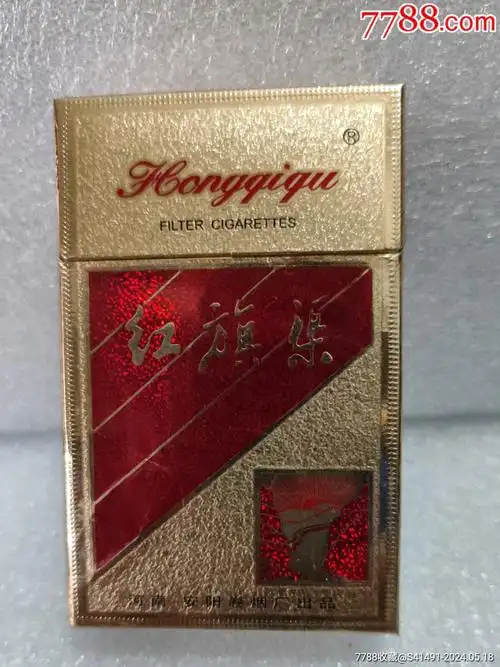 7788.com
Hongqiqu®
FILTER CIGARETTES
红旗渠
河南 安阳卷烟厂出品
7788收藏@S41491-2024.05.18